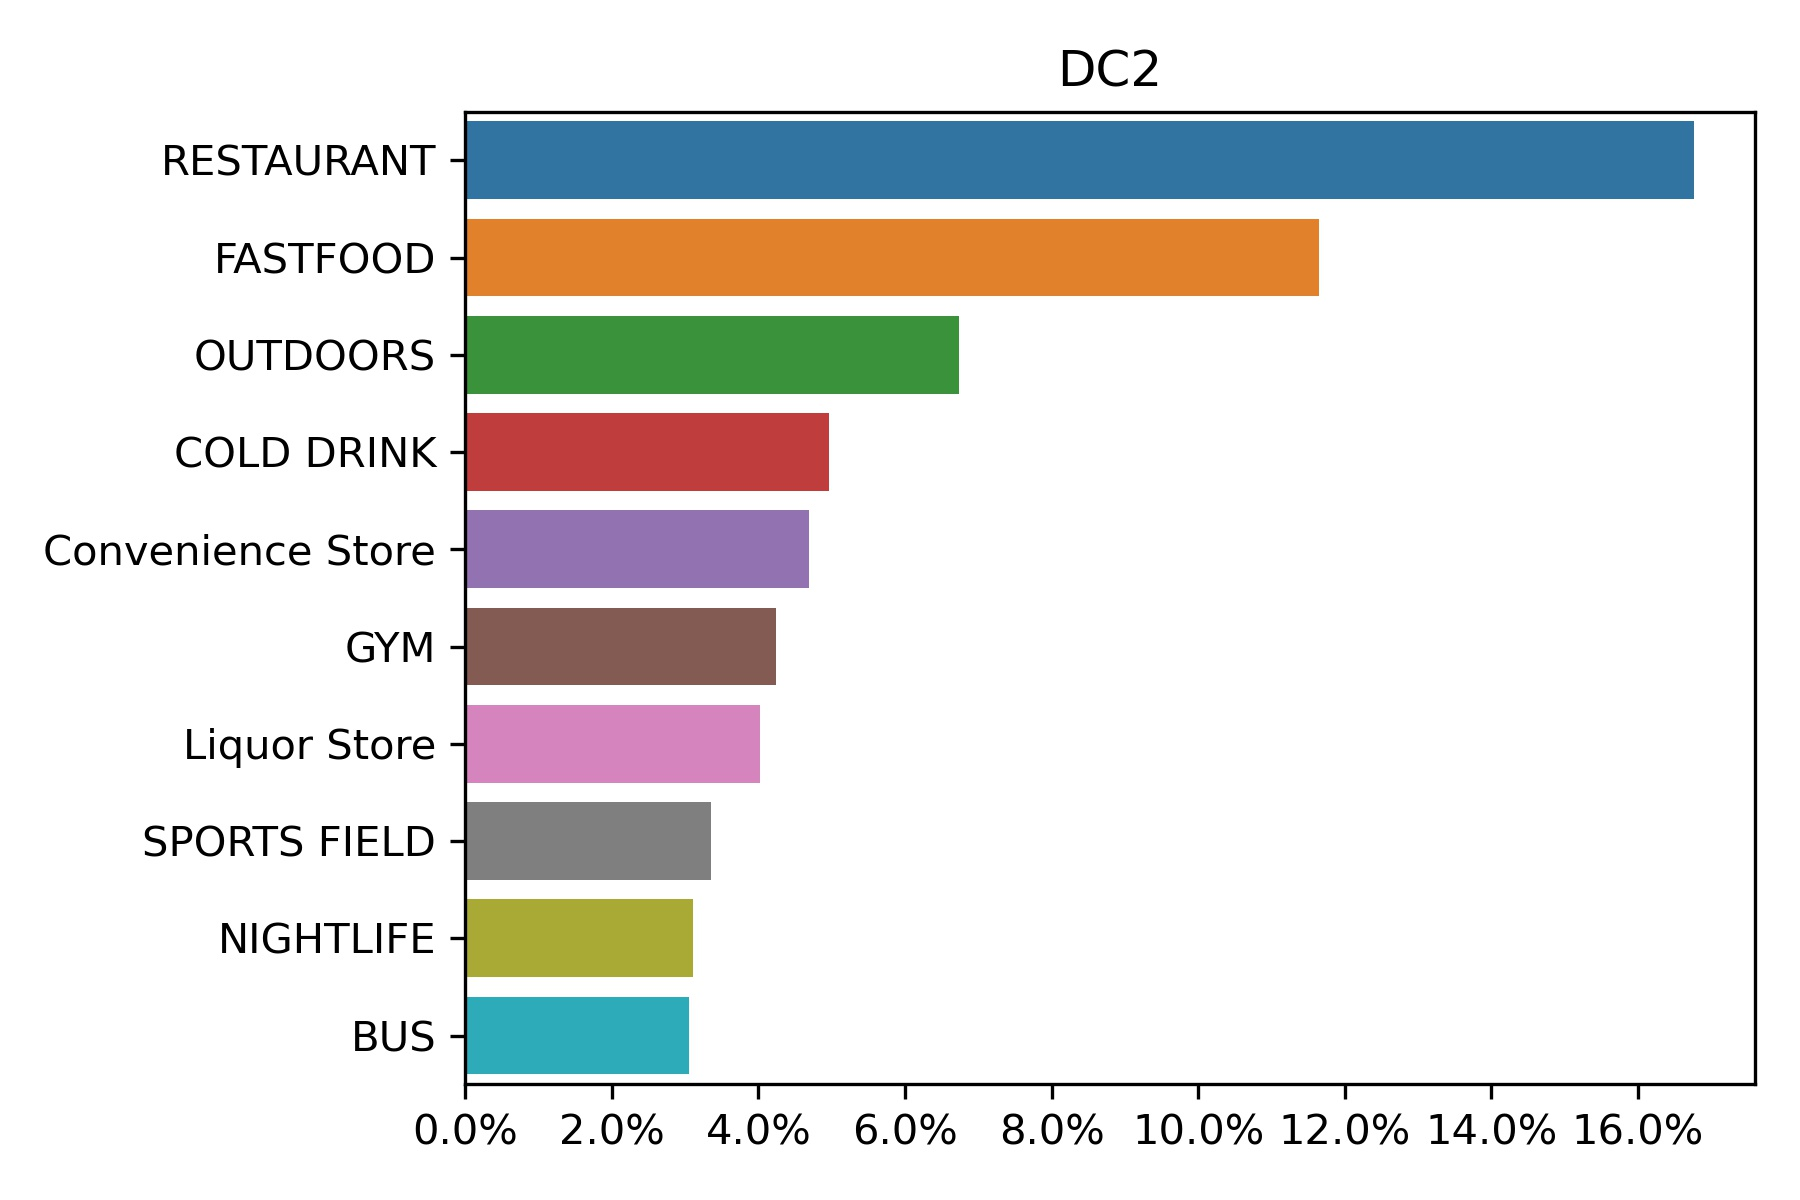 DC2
RESTAURANT
FASTFOOD
OUTDOORS
COLD DRINK
Convenience Store
GYM
Liquor Store
SPORTS FIELD
NIGHTLIFE
BUS
0.0% 2.0% 4.0% 6.0% 8.0% 10.0% 12.0% 14.0% 16.0%